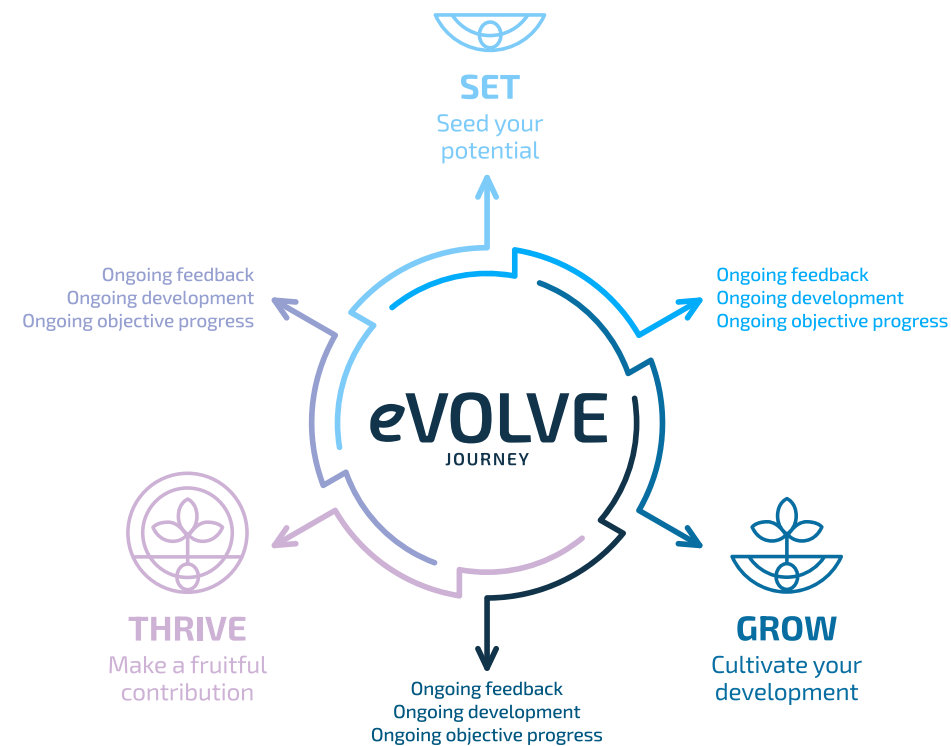 SET
Seed your
potential
Ongoing feedback
Ongoing development
Ongoing objective progress
Ongoing feedback
Ongoing development
Ongoing objective progress
eVOLVE
JOURNEY
THRIVE
Make a fruitful
contribution
GROW
Cultivate your
development
Ongoing feedback
Ongoing development
Ongoing objective progress